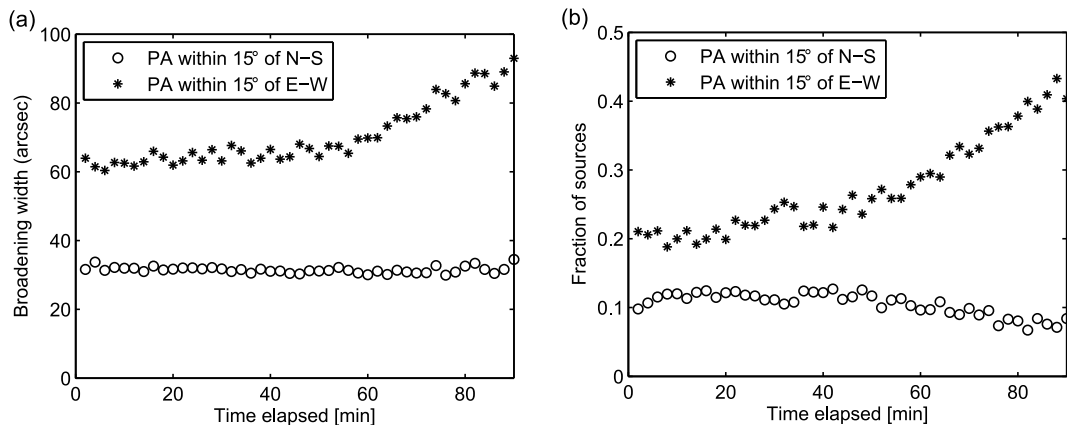 (a)
100
80
60
40
20
0
Broadening width (arcsec)
PA within 15° of N−S
PA within 15° of E−W
0 20 40 60 80
Time elapsed [min]
(b)
0.5
0.4
0.3
0.2
0.1
0
Fraction of sources
PA within 15° of N−S
PA within 15° of E−W
0 20 40 60 80
Time elapsed [min]